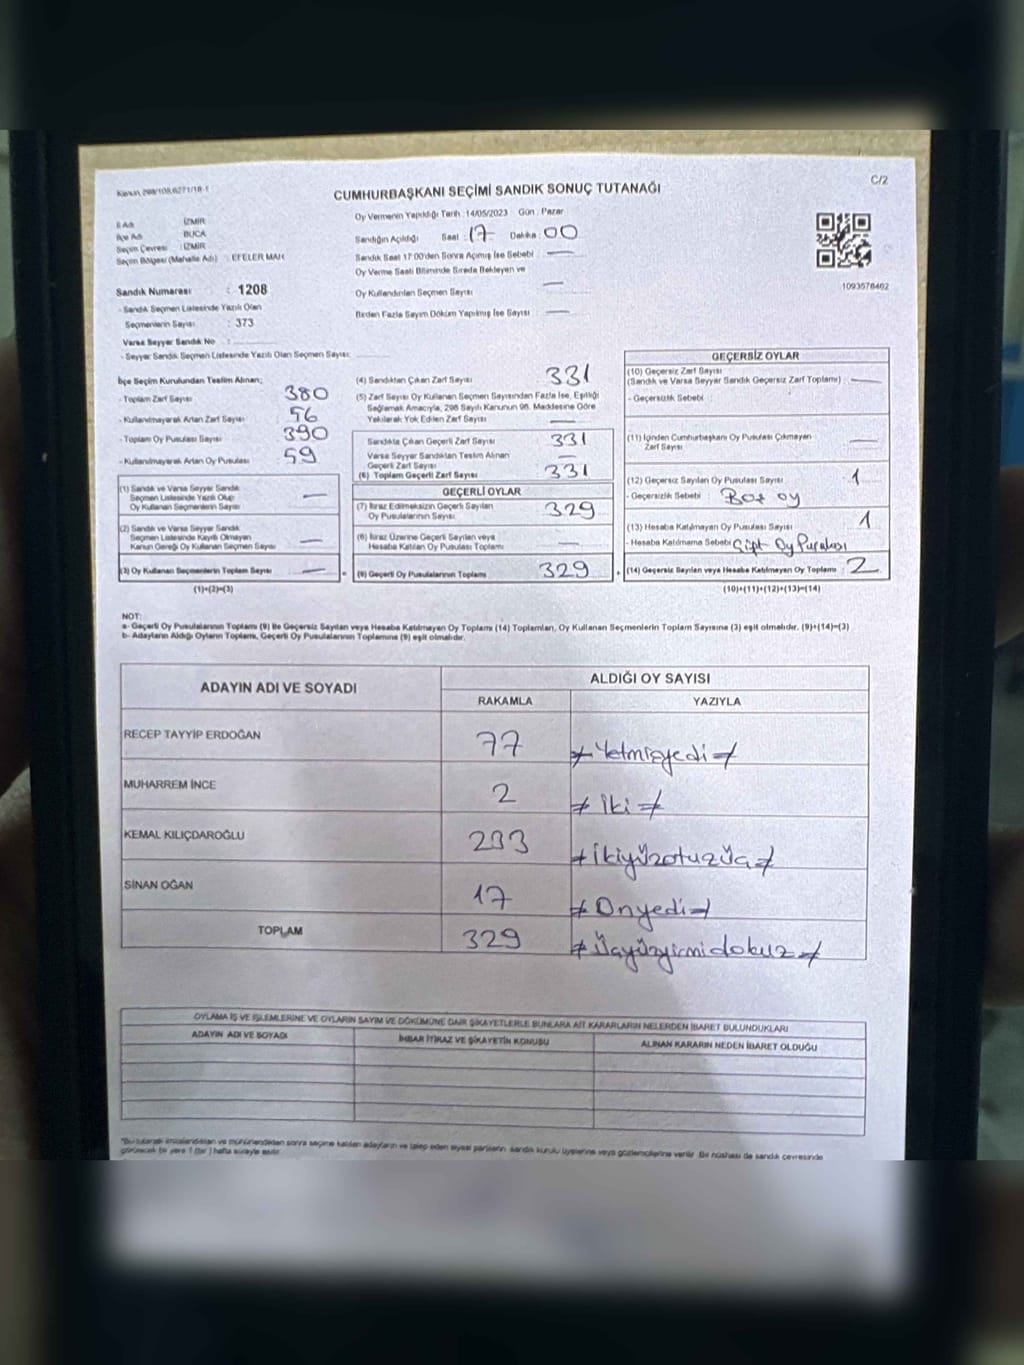 Kanun 298/108,6271/18-1
C/2
CUMHURBAŞKANI SEÇİMİ SANDIK SONUÇ TUTANAĞI
İl Adı : İZMİR
İlçe Adı : BUCA
Seçim Çevresi : İZMİR
Seçim Bölgesi (Mahalle Adı) : EFELER MAH.
Sandık Numarası : 1208
- Sandık Seçmen Listesinde Yazılı Olan
Seçmenlerin Sayısı : 373
Varsa Seyyar Sandık No :
- Seyyar Sandık Seçmen Listesinde Yazılı Olan Seçmen Sayısı:
Oy Vermenin Yapıldığı Tarih : 14/05/2023 Gün : Pazar
Sandığın Açıldığı Saat : 17 Dakika : 00
Sandık Saat 17:00'den Sonra Açımış İse Sebebi : —
Oy Verme Saati Bitiminde Sırada Bekleyen ve
Oy Kullandırılan Seçmen Sayısı —
Birden Fazla Sayım Döküm Yapılmış İse Sayısı —
1093578462
İlçe Seçim Kurulundan Teslim Alınan;
- Toplam Zarf Sayısı 380
- Kullanılmayarak Artan Zarf Sayısı 56
- Toplam Oy Pusulası Sayısı 390
- Kullanılmayarak Artan Oy Pusulası 59
(1) Sandık ve Varsa Seyyar Sandık
Seçmen Listesinde Yazılı Olup
Oy Kullanan Seçmenlerin Sayısı —
(2) Sandık ve Varsa Seyyar Sandık
Seçmen Listesinde Kayıtlı Olmayan
Kanun Gereği Oy Kullanan Seçmen Sayısı —
(3) Oy Kullanan Seçmenlerin Toplam Sayısı —
(1)+(2)=(3)
(4) Sandıktan Çıkan Zarf Sayısı 331
(5) Zarf Sayısı Oy Kullanan Seçmen Sayısından Fazla İse, Eşitliği
Sağlamak Amacıyla, 298 Sayılı Kanunun 98. Maddesine Göre
Yakılarak Yok Edilen Zarf Sayısı —
Sandıkta Çıkan Geçerli Zarf Sayısı 331
Varsa Seyyar Sandıktan Teslim Alınan
Geçerli Zarf Sayısı —
(6) Toplam Geçerli Zarf Sayısı 331
GEÇERLİ OYLAR
(7) İtiraz Edilmeksizin Geçerli Sayılan
Oy Pusulalarının Sayısı 329
(8) İtiraz Üzerine Geçerli Sayılan veya
Hesaba Katılan Oy Pusulası Toplamı —
(9) Geçerli Oy Pusulalarının Toplamı 329
GEÇERSİZ OYLAR
(10) Geçersiz Zarf Sayısı
(Sandık ve Varsa Seyyar Sandık Geçersiz Zarf Toplamı) : —
- Geçersizlik Sebebi
(11) İçinden Cumhurbaşkanı Oy Pusulası Çıkmayan
Zarf Sayısı —
(12) Geçersiz Sayılan Oy Pusulası Sayısı 1
- Geçersizlik Sebebi : Boş oy
(13) Hesaba Katılmayan Oy Pusulası Sayısı 1
- Hesaba Katılmama Sebebi : Çift Oy Pusulası
(14) Geçersiz Sayılan veya Hesaba Katılmayan Oy Toplamı : 2
(10)+(11)+(12)+(13)=(14)
NOT:
a- Geçerli Oy Pusulalarının Toplamı (9) ile Geçersiz Sayılan veya Hesaba Katılmayan Oy Toplamı (14) Toplamları, Oy Kullanan Seçmenlerin Toplam Sayısına (3) eşit olmalıdır. (9)+(14)=(3)
b- Adayların Aldığı Oyların Toplamı, Geçerli Oy Pusulalarının Toplamına (9) eşit olmalıdır.
ADAYIN ADI VE SOYADI
ALDIĞI OY SAYISI
RAKAMLA YAZIYLA
RECEP TAYYİP ERDOĞAN 77 ≠ Yetmişyedi ≠
MUHARREM İNCE 2 ≠ İki ≠
KEMAL KILIÇDAROĞLU 233 ≠ İkiyüzotuzüç ≠
SİNAN OĞAN 17 ≠ Onyedi ≠
TOPLAM 329 ≠ Üçyüzyirmidokuz ≠
OYLAMA İŞ VE İŞLEMLERİNE VE OYLARIN SAYIM VE DÖKÜMÜNE DAİR ŞİKAYETLERLE BUNLARA AİT KARARLARIN NELERDEN İBARET BULUNDUKLARI
ADAYIN ADI VE SOYADI İHBAR İTİRAZ VE ŞİKAYETİN KONUSU ALINAN KARARIN NEDEN İBARET OLDUĞU
*Bu tutanak imzalandıktan ve mühürlendikten sonra seçime katılan adayların ve talep eden siyasi partilerin sandık kurulu üyelerine veya gözlemcilerine verilir. Bir nüshası da sandık çevresinde
görülecek bir yere 1 (bir) hafta süreyle asılır.